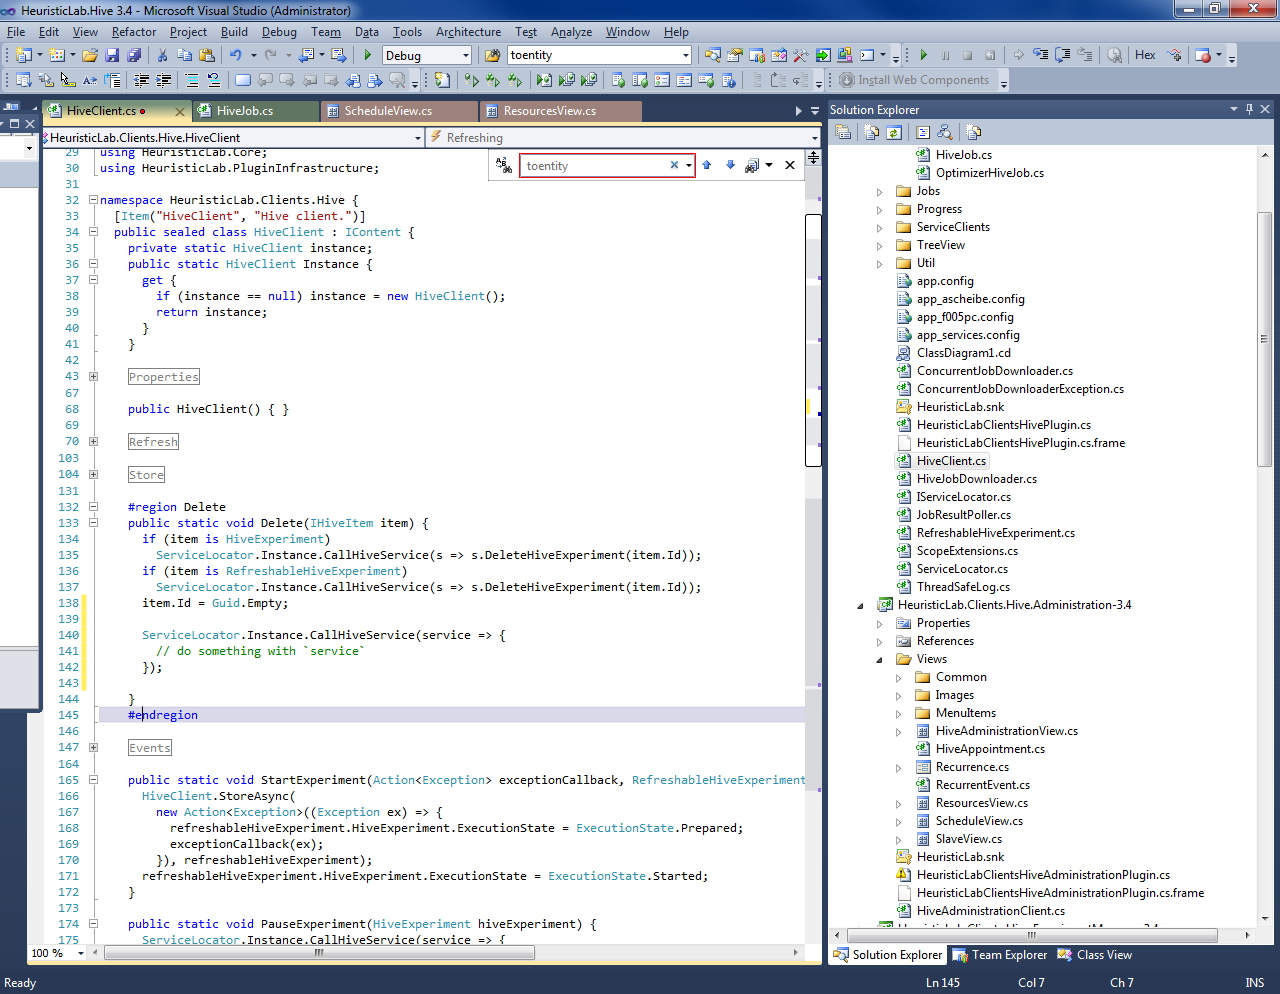 HeuristicLab.Hive 3.4 - Microsoft Visual Studio (Administrator)
File Edit View Refactor Project Build Debug Team Data Tools Architecture Test Analyze Window Help
Debug toentity Hex
Install Web Components
HiveClient.cs HiveJob.cs ScheduleView.cs ResourcesView.cs
HeuristicLab.Clients.Hive.HiveClient Refreshing
toentity
29 using HeuristicLab.Core;
30 using HeuristicLab.PluginInfrastructure;
31
32 namespace HeuristicLab.Clients.Hive {
33 [Item("HiveClient", "Hive client.")]
34 public sealed class HiveClient : IContent {
35 private static HiveClient instance;
36 public static HiveClient Instance {
37 get {
38 if (instance == null) instance = new HiveClient();
39 return instance;
40 }
41 }
42
43 Properties
67
68 public HiveClient() { }
69
70 Refresh
103
104 Store
131
132 #region Delete
133 public static void Delete(IHiveItem item) {
134 if (item is HiveExperiment)
135 ServiceLocator.Instance.CallHiveService(s => s.DeleteHiveExperiment(item.Id));
136 if (item is RefreshableHiveExperiment)
137 ServiceLocator.Instance.CallHiveService(s => s.DeleteHiveExperiment(item.Id));
138 item.Id = Guid.Empty;
139
140 ServiceLocator.Instance.CallHiveService(service => {
141 // do something with `service`
142 });
143
144 }
145 #endregion
146
147 Events
164
165 public static void StartExperiment(Action<Exception> exceptionCallback, RefreshableHiveExperiment
166 HiveClient.StoreAsync(
167 new Action<Exception>((Exception ex) => {
168 refreshableHiveExperiment.HiveExperiment.ExecutionState = ExecutionState.Prepared;
169 exceptionCallback(ex);
170 }), refreshableHiveExperiment);
171 refreshableHiveExperiment.HiveExperiment.ExecutionState = ExecutionState.Started;
172 }
173
174 public static void PauseExperiment(HiveExperiment hiveExperiment) {
175 ServiceLocator.Instance.CallHiveService(service => {
100 %
Solution Explorer
HiveJob.cs
OptimizerHiveJob.cs
Jobs
Progress
ServiceClients
TreeView
Util
app.config
app_ascheibe.config
app_f005pc.config
app_services.config
ClassDiagram1.cd
ConcurrentJobDownloader.cs
ConcurrentJobDownloaderException.cs
HeuristicLab.snk
HeuristicLabClientsHivePlugin.cs
HeuristicLabClientsHivePlugin.cs.frame
HiveClient.cs
HiveJobDownloader.cs
IServiceLocator.cs
JobResultPoller.cs
RefreshableHiveExperiment.cs
ScopeExtensions.cs
ServiceLocator.cs
ThreadSafeLog.cs
HeuristicLab.Clients.Hive.Administration-3.4
Properties
References
Views
Common
Images
MenuItems
HiveAdministrationView.cs
HiveAppointment.cs
Recurrence.cs
RecurrentEvent.cs
ResourcesView.cs
ScheduleView.cs
SlaveView.cs
HeuristicLab.snk
HeuristicLabClientsHiveAdministrationPlugin.cs
HeuristicLabClientsHiveAdministrationPlugin.cs.frame
HiveAdministrationClient.cs
Solution Explorer Team Explorer Class View
Ready Ln 145 Col 7 Ch 7 INS